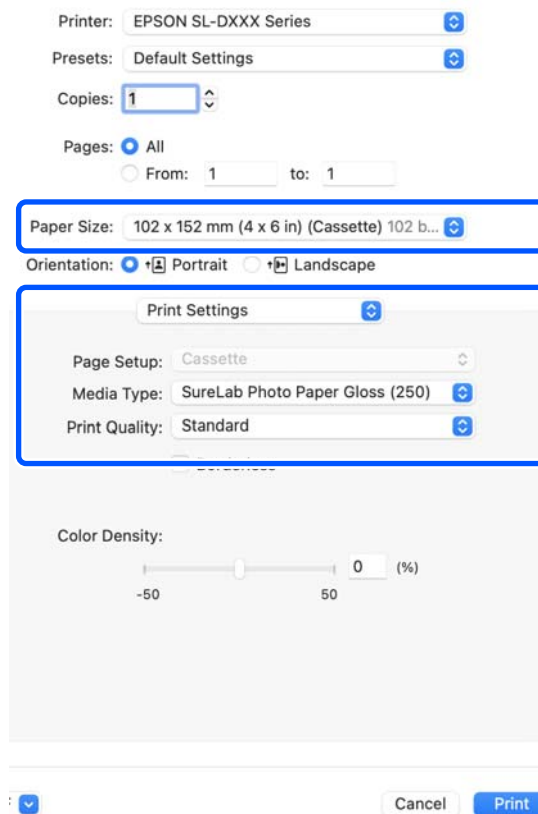 Printer: EPSON SL-DXXX Series
Presets: Default Settings
Copies: 1
Pages: All
From: 1 to: 1
Paper Size: 102 x 152 mm (4 x 6 in) (Cassette) 102 b...
Orientation: Portrait Landscape
Print Settings
Page Setup: Cassette
Media Type: SureLab Photo Paper Gloss (250)
Print Quality: Standard
Color Density:
0 (%)
-50 50
Cancel Print